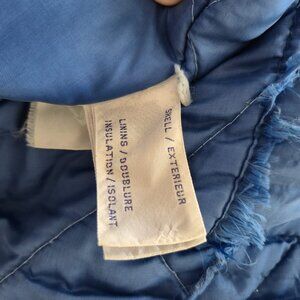 SHELL / EXTERIEUR
LINING / DOUBLURE
INSULATION / ISOLANT